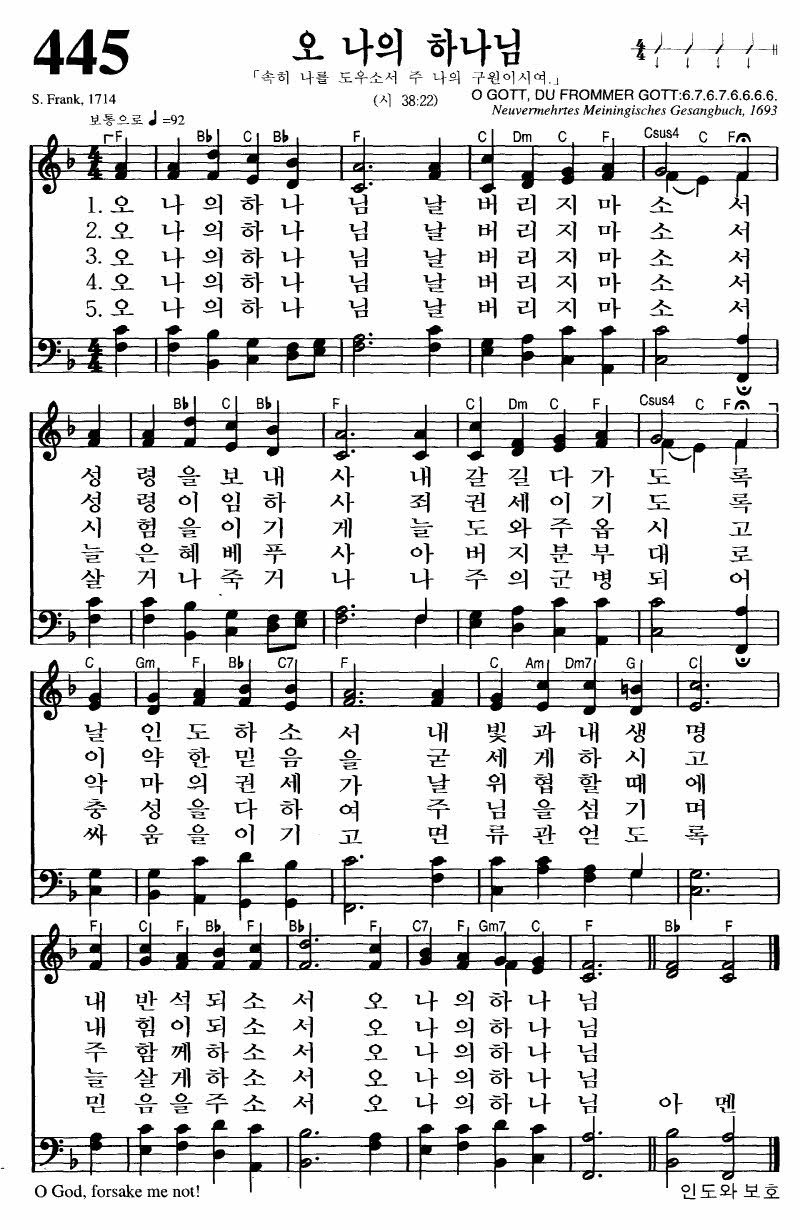 445
오 나의 하나님
「속히 나를 도우소서 주 나의 구원이시여.」
S. Frank, 1714
(시 38:22)
O GOTT, DU FROMMER GOTT:6.7.6.7.6.6.6.6.
Neuvermehrtes Meiningisches Gesangbuch, 1693
보통으로 ♩=92
F B♭ C B♭ F C Dm C F Csus4 C F
1. 오 나의하나 님 날 버리지마 소 서
2. 오 나의하나 님 날 버리지마 소 서
3. 오 나의하나 님 날 버리지마 소 서
4. 오 나의하나 님 날 버리지마 소 서
5. 오 나의하나 님 날 버리지마 소 서
B♭ C B♭ F C Dm C F Csus4 C F
성 령을보내 사 내 갈길다가 도 록
성 령이임하 사 죄 권세이기 도 록
시 험을이기 게 늘 도와주옵 시 고
늘 은혜베푸 사 아 버지분부 대 로
살 거나죽거 나 나 주의군병 되 어
C Gm F B♭ C7 F C Am Dm7 G C
날 인도하소 서 내 빛과내생 명
이 약한믿음 을 굳 세게하시 고
악 마의권세 가 날 위협할때 에
충 성을다하 여 주 님을섬기 며
싸 움을이기 고 면 류관얻도 록
F C F B♭ F B♭ F C7 F Gm7 C F B♭ F
내 반석되소 서 오 나의하나 님
내 힘이되소 서 오 나의하나 님
주 함께하소 서 오 나의하나 님
늘 살게하소 서 오 나의하나 님
믿 음을주소 서 오 나의하나 님 아 멘
O God, forsake me not!
인도와 보호